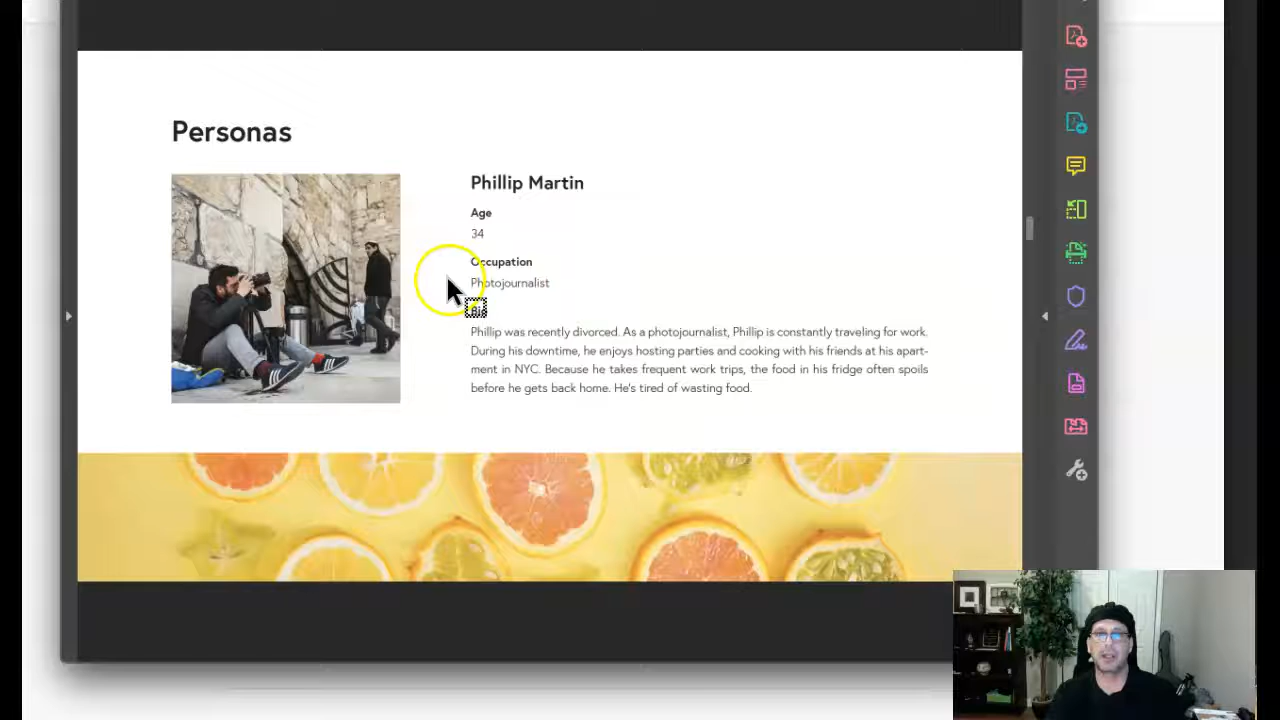 Personas
Phillip Martin
Age
34
Occupation
Photojournalist
Phillip was recently divorced. As a photojournalist, Phillip is constantly traveling for work.
During his downtime, he enjoys hosting parties and cooking with his friends at his apart-
ment in NYC. Because he takes frequent work trips, the food in his fridge often spoils
before he gets back home. He's tired of wasting food.